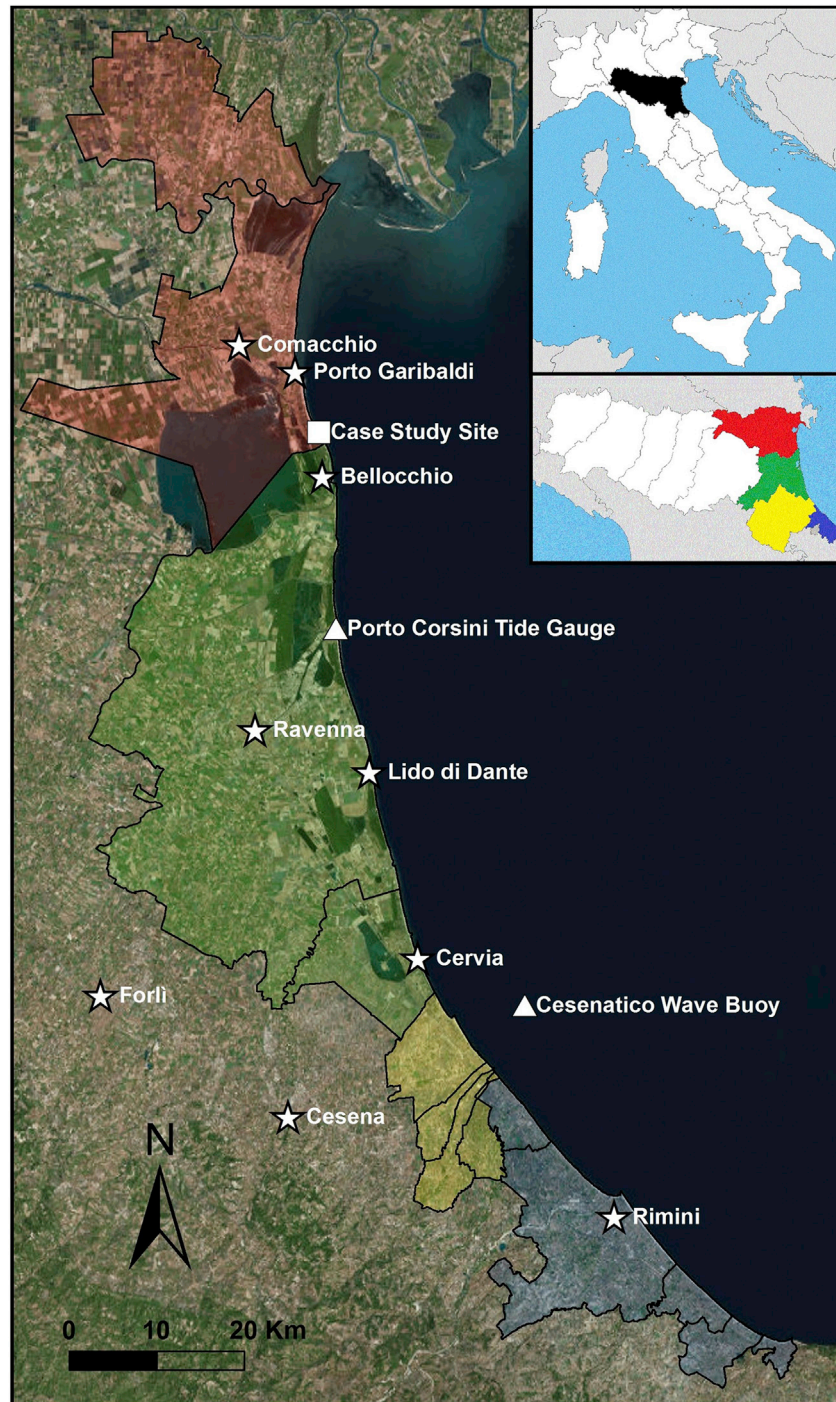 Comacchio
Porto Garibaldi
Case Study Site
Bellocchio
Porto Corsini Tide Gauge
Ravenna
Lido di Dante
Cervia
Forlì
Cesenatico Wave Buoy
Cesena
N
Rimini
0 10 20 Km